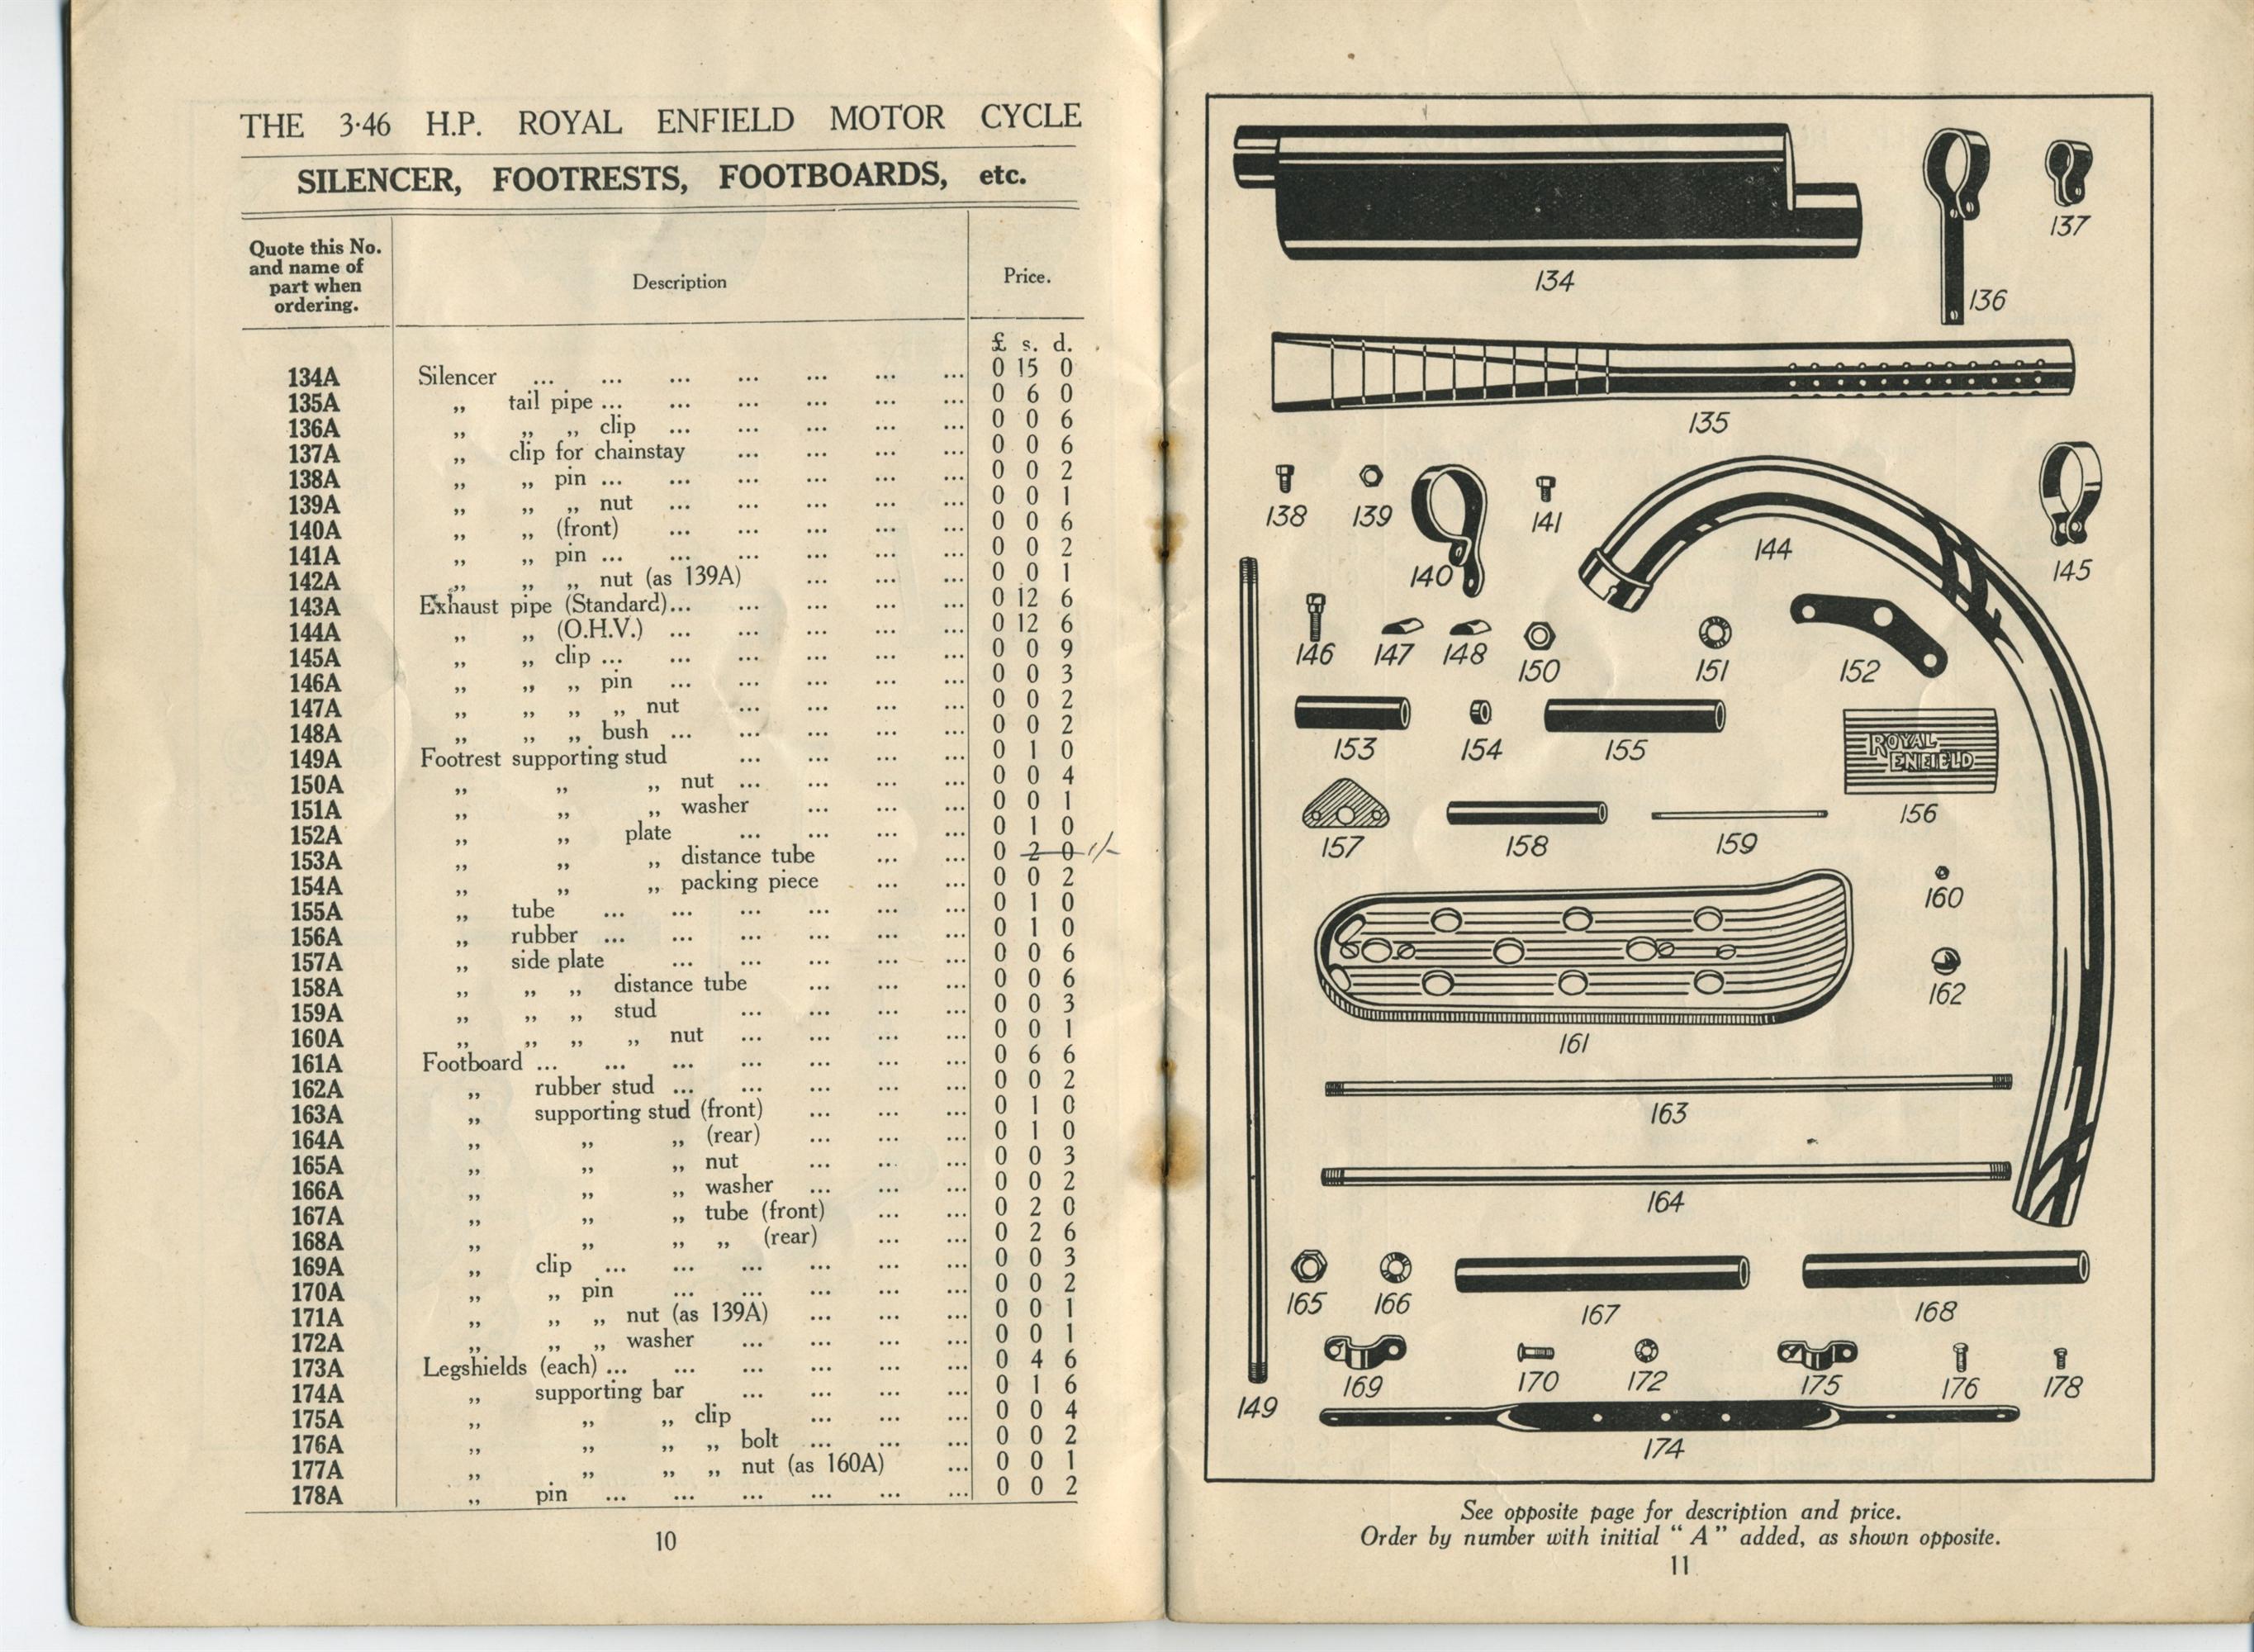 THE 3·46 H.P. ROYAL ENFIELD MOTOR CYCLE
SILENCER, FOOTRESTS, FOOTBOARDS, etc.
Quote this No.
and name of
part when
ordering.
Description
Price.
£ s. d.
134A Silencer ... ... ... ... ... ... ... 0 15 0
135A ,, tail pipe ... ... ... ... ... ... 0 6 0
136A ,, ,, ,, clip ... ... ... ... ... 0 0 6
137A ,, clip for chainstay ... ... ... ... 0 0 6
138A ,, ,, pin ... ... ... ... ... ... 0 0 2
139A ,, ,, ,, nut ... ... ... ... ... 0 0 1
140A ,, ,, (front) ... ... ... ... ... 0 0 6
141A ,, ,, pin ... ... ... ... ... ... 0 0 2
142A ,, ,, ,, nut (as 139A) ... ... ... 0 0 1
143A Exhaust pipe (Standard)... ... ... ... ... 0 12 6
144A ,, ,, (O.H.V.) ... ... ... ... ... 0 12 6
145A ,, ,, clip ... ... ... ... ... ... 0 0 9
146A ,, ,, ,, pin ... ... ... ... ... 0 0 3
147A ,, ,, ,, ,, nut ... ... ... ... 0 0 2
148A ,, ,, ,, bush ... ... ... ... ... 0 0 2
149A Footrest supporting stud ... ... ... ... 0 1 0
150A ,, ,, ,, nut ... ... ... ... 0 0 4
151A ,, ,, ,, washer ... ... ... 0 0 1
152A ,, ,, plate ... ... ... ... 0 1 0
153A ,, ,, ,, distance tube ... ... 0 2 0 1/-
154A ,, ,, ,, packing piece ... ... 0 0 2
155A ,, tube ... ... ... ... ... ... 0 1 0
156A ,, rubber ... ... ... ... ... ... 0 1 0
157A ,, side plate ... ... ... ... ... 0 0 6
158A ,, ,, ,, distance tube ... ... ... 0 0 6
159A ,, ,, ,, stud ... ... ... ... 0 0 3
160A ,, ,, ,, ,, nut ... ... ... ... 0 0 1
161A Footboard ... ... ... ... ... ... ... 0 6 6
162A ,, rubber stud ... ... ... ... ... 0 0 2
163A ,, supporting stud (front) ... ... ... 0 1 0
164A ,, ,, ,, (rear) ... ... ... 0 1 0
165A ,, ,, ,, nut ... ... ... 0 0 3
166A ,, ,, ,, washer ... ... ... 0 0 2
167A ,, ,, ,, tube (front) ... ... 0 2 0
168A ,, ,, ,, ,, (rear) ... ... 0 2 6
169A ,, clip ... ... ... ... ... ... 0 0 3
170A ,, ,, pin ... ... ... ... ... 0 0 2
171A ,, ,, ,, nut (as 139A) ... ... ... 0 0 1
172A ,, ,, ,, washer ... ... ... ... 0 0 1
173A Legshields (each) ... ... ... ... ... ... 0 4 6
174A ,, supporting bar ... ... ... ... 0 1 6
175A ,, ,, ,, clip ... ... ... 0 0 4
176A ,, ,, ,, ,, bolt ... ... ... 0 0 2
177A ,, ,, ,, ,, nut (as 160A) ... 0 0 1
178A ,, pin ... ... ... ... ... ... 0 0 2
10
134
136
137
135
138 139 140 141 144 145
146 147 148 150 151 152
153 154 155
ROYAL
ENFIELD
156
157 158 159
160
161
162
163
164
165 166 167 168
169 170 172 175 176 178
149
174
See opposite page for description and price.
Order by number with initial “ A ” added, as shown opposite.
11